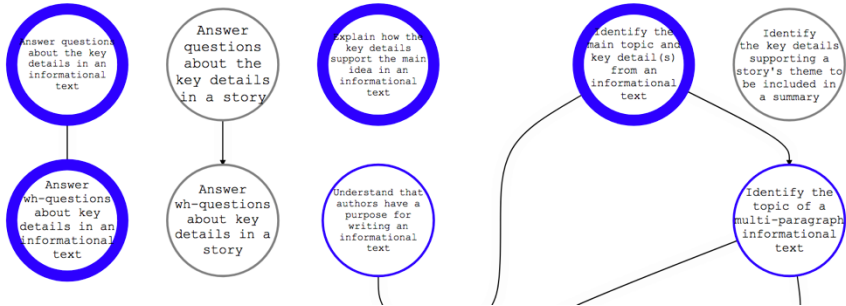 Answer questions
about the key
details in an
informational
text
Answer
questions
about the
key details
in a story
Explain how the
key details
support the main
idea in an
informational
text
Identify the
main topic and
key detail(s)
from an
informational
text
Identify
the key details
supporting a
story's theme to
be included in
a summary
Answer
wh-questions
about key
details in an
informational
text
Answer
wh-questions
about key
details in a
story
Understand that
authors have a
purpose for
writing an
informational
text
Identify the
topic of a
multi-paragraph
informational
text